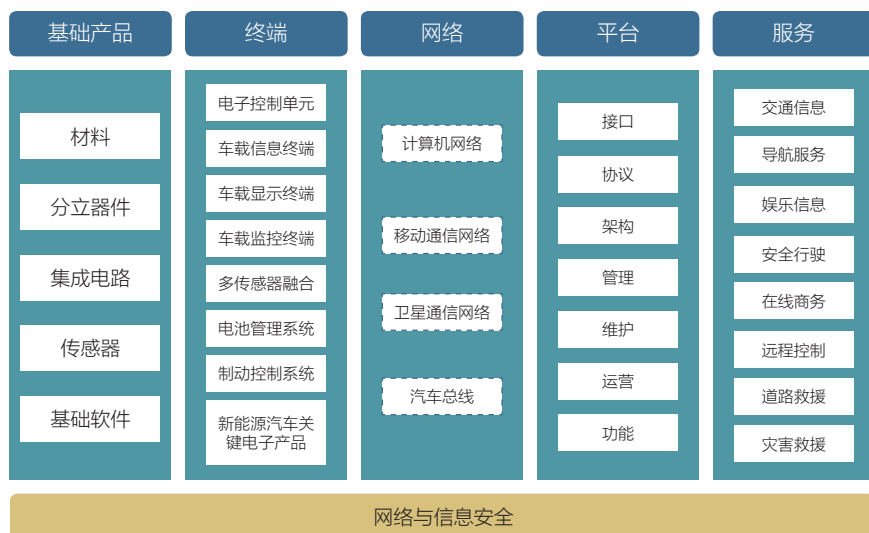 基础产品
材料
分立器件
集成电路
传感器
基础软件
终端
电子控制单元
车载信息终端
车载显示终端
车载监控终端
多传感器融合
电池管理系统
制动控制系统
新能源汽车关
键电子产品
网络
计算机网络
移动通信网络
卫星通信网络
汽车总线
平台
接口
协议
架构
管理
维护
运营
功能
服务
交通信息
导航服务
娱乐信息
安全行驶
在线商务
远程控制
道路救援
灾害救援
网络与信息安全